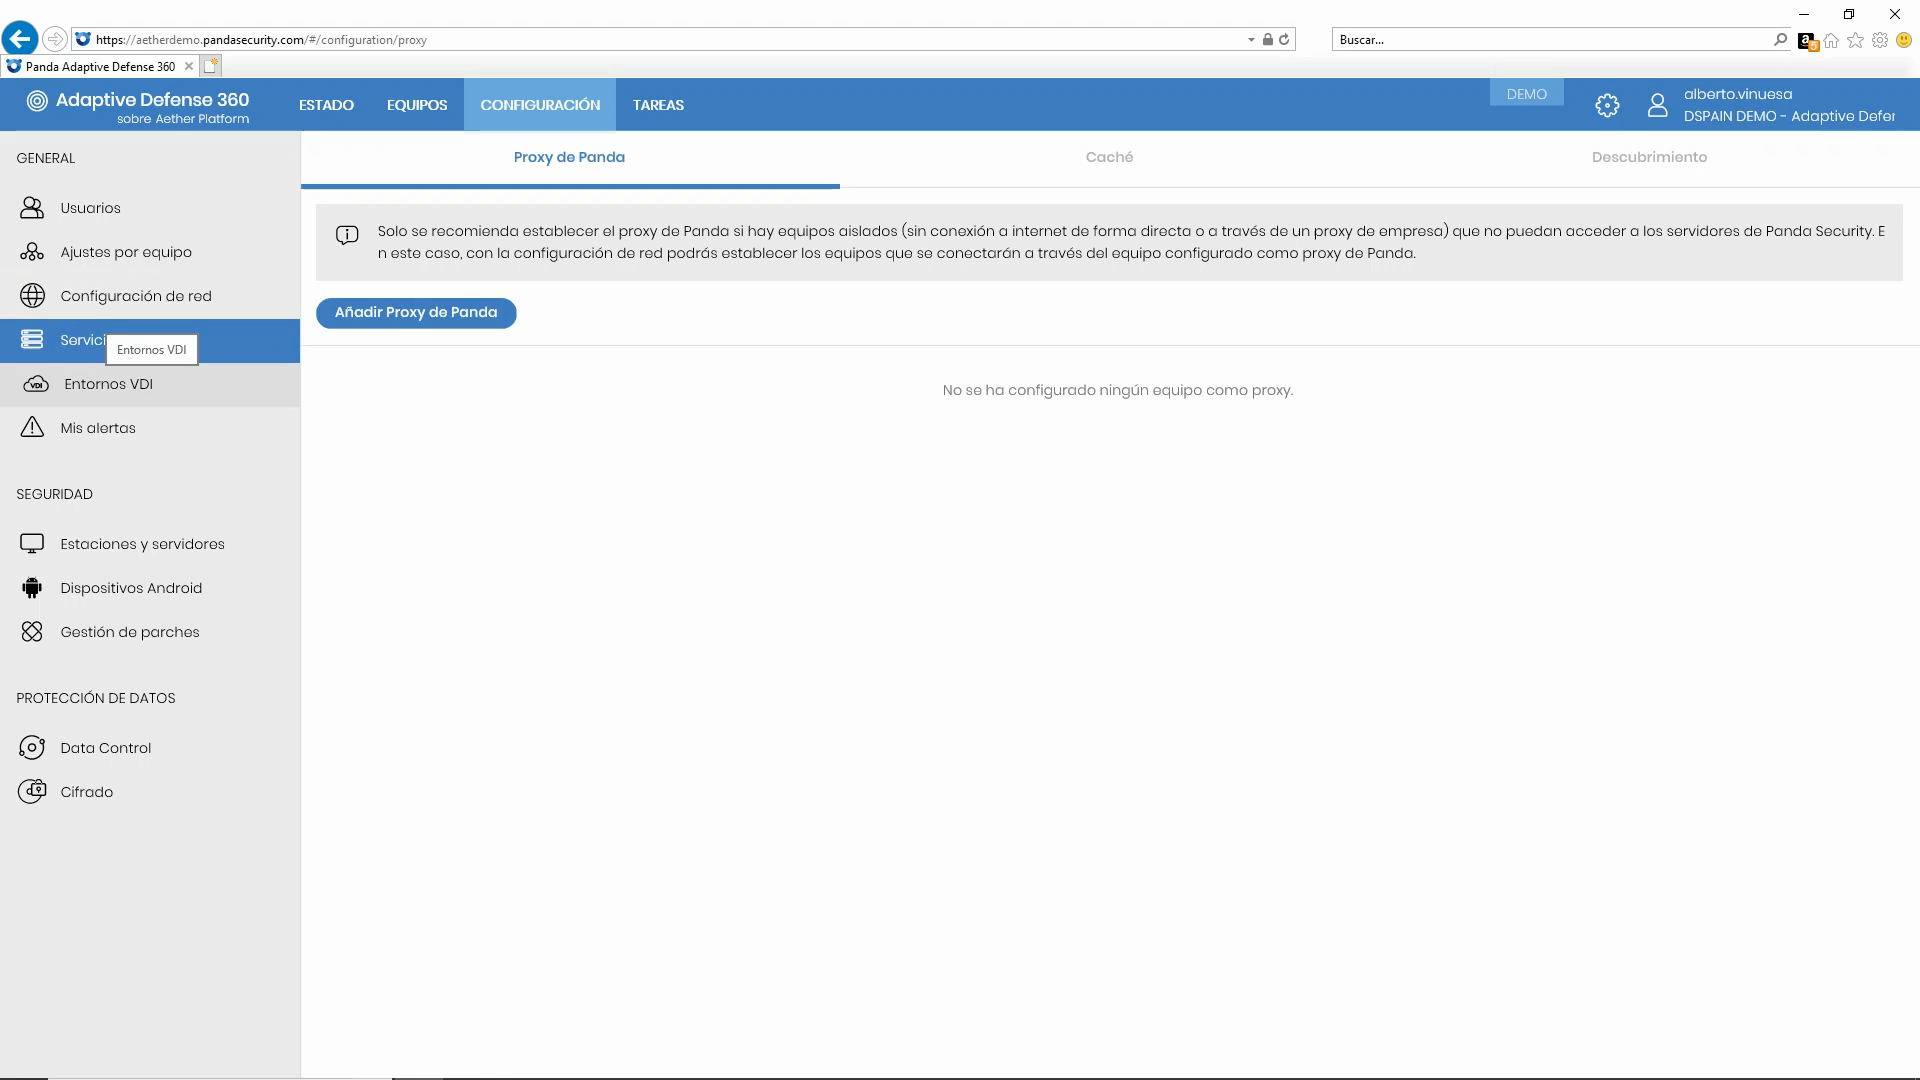 https://aetherdemo.pandasecurity.com/#/configuration/proxy
Buscar...
Panda Adaptive Defense 360
Adaptive Defense 360
sobre Aether Platform
ESTADO
EQUIPOS
CONFIGURACIÓN
TAREAS
DEMO
alberto.vinuesa
DSPAIN DEMO - Adaptive Defer
GENERAL
Usuarios
Ajustes por equipo
Configuración de red
Servici
Entornos VDI
Entornos VDI
Mis alertas
SEGURIDAD
Estaciones y servidores
Dispositivos Android
Gestión de parches
PROTECCIÓN DE DATOS
Data Control
Cifrado
Proxy de Panda
Caché
Descubrimiento
Solo se recomienda establecer el proxy de Panda si hay equipos aislados (sin conexión a internet de forma directa o a través de un proxy de empresa) que no puedan acceder a los servidores de Panda Security. E
n este caso, con la configuración de red podrás establecer los equipos que se conectarán a través del equipo configurado como proxy de Panda.
Añadir Proxy de Panda
No se ha configurado ningún equipo como proxy.